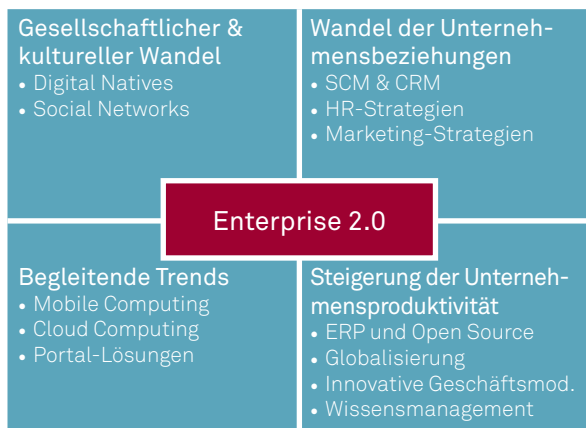 Gesellschaftlicher &
kultureller Wandel
• Digital Natives
• Social Networks
Wandel der Unterneh-
mensbeziehungen
• SCM & CRM
• HR-Strategien
• Marketing-Strategien
Enterprise 2.0
Begleitende Trends
• Mobile Computing
• Cloud Computing
• Portal-Lösungen
Steigerung der Unterneh-
mensproduktivität
• ERP und Open Source
• Globalisierung
• Innovative Geschäftsmod.
• Wissensmanagement